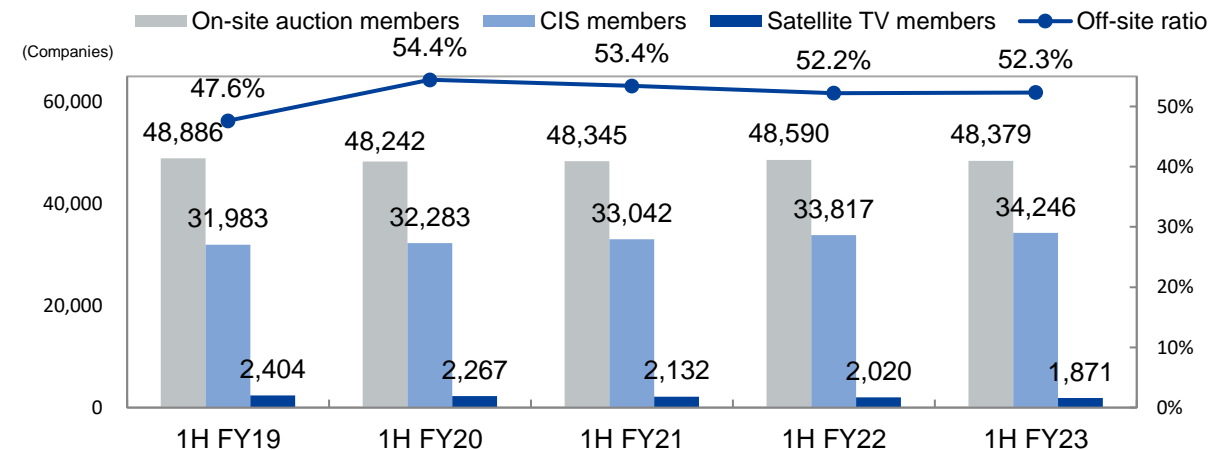 On-site auction members CIS members Satellite TV members Off-site ratio
(Companies)
47.6% 54.4% 53.4% 52.2% 52.3%
60,000 50%
48,886 48,242 48,345 48,590 48,379
40%
40,000
31,983 32,283 33,042 33,817 34,246
30%
20,000 20%
2,404 2,267 2,132 2,020 1,871
10%
0 0%
1H FY19 1H FY20 1H FY21 1H FY22 1H FY23